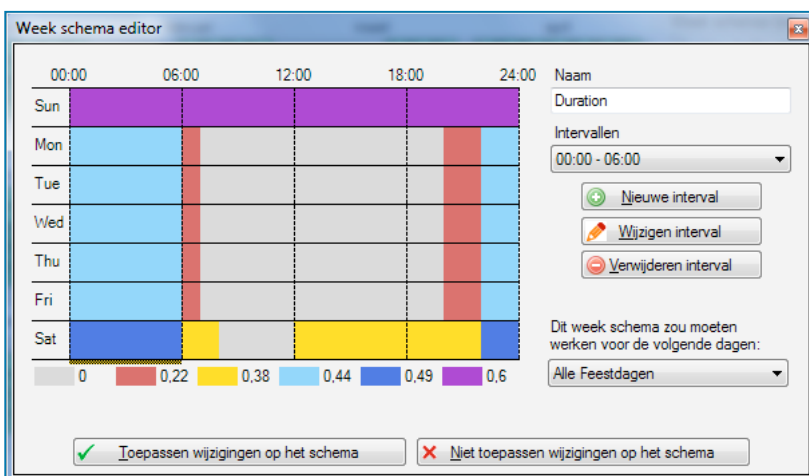 Week schema editor
00:00 06:00 12:00 18:00 24:00
Sun
Mon
Tue
Wed
Thu
Fri
Sat
0 0,22 0,38 0,44 0,49 0,6
Naam
Duration
Intervallen
00:00 - 06:00
Nieuwe interval
Wijzigen interval
Verwijderen interval
Dit week schema zou moeten
werken voor de volgende dagen:
Alle Feestdagen
Toepassen wijzigingen op het schema
Niet toepassen wijzigingen op het schema